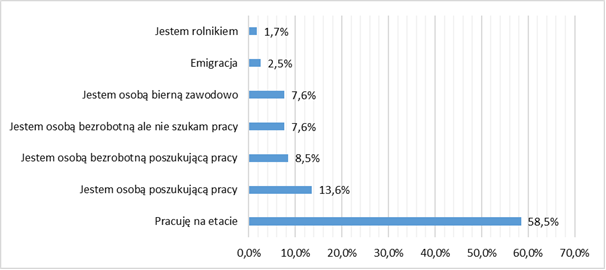 Jestem rolnikiem 1,7%
Emigracja 2,5%
Jestem osobą bierną zawodowo 7,6%
Jestem osobą bezrobotną ale nie szukam pracy 7,6%
Jestem osobą bezrobotną poszukującą pracy 8,5%
Jestem osobą poszukującą pracy 13,6%
Pracuję na etacie 58,5%
0,0% 10,0% 20,0% 30,0% 40,0% 50,0% 60,0% 70,0%